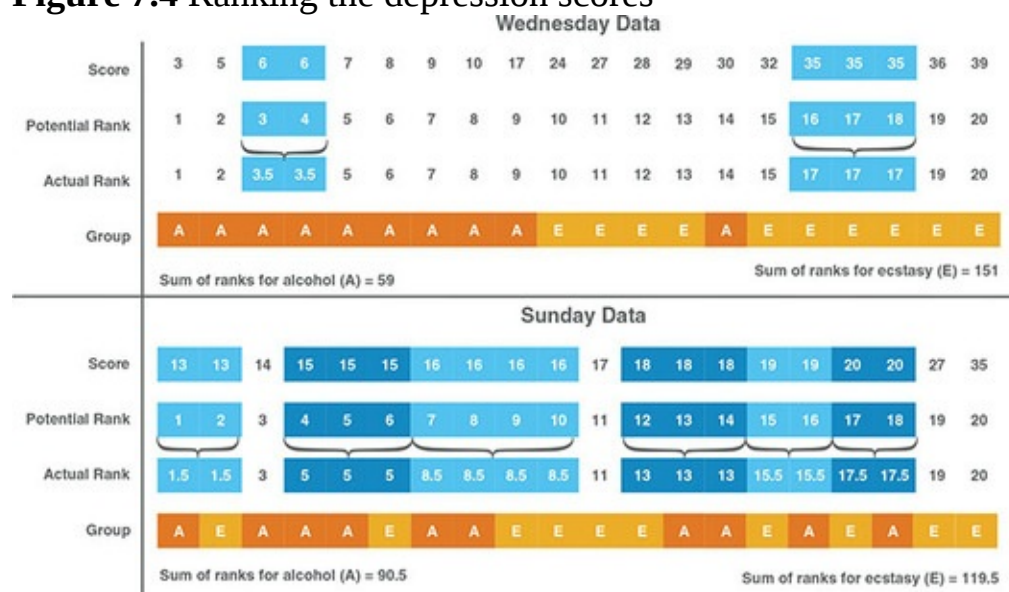 Figure 7.4 Ranking the depression scores
Wednesday Data
Score 3 5 6 6 7 8 9 10 17 24 27 28 29 30 32 35 35 35 36 39
Potential Rank 1 2 3 4 5 6 7 8 9 10 11 12 13 14 15 16 17 18 19 20
Actual Rank 1 2 3.5 3.5 5 6 7 8 9 10 11 12 13 14 15 17 17 17 19 20
Group A A A A A A A A A E E E E A E E E E E E
Sum of ranks for alcohol (A) = 59 Sum of ranks for ecstasy (E) = 151
Sunday Data
Score 13 13 14 15 15 15 16 16 16 16 17 18 18 18 19 19 20 20 27 35
Potential Rank 1 2 3 4 5 6 7 8 9 10 11 12 13 14 15 16 17 18 19 20
Actual Rank 1.5 1.5 3 5 5 5 8.5 8.5 8.5 8.5 11 13 13 13 15.5 15.5 17.5 17.5 19 20
Group A E A A A E A A E E E E A A E A E A E E
Sum of ranks for alcohol (A) = 90.5 Sum of ranks for ecstasy (E) = 119.5